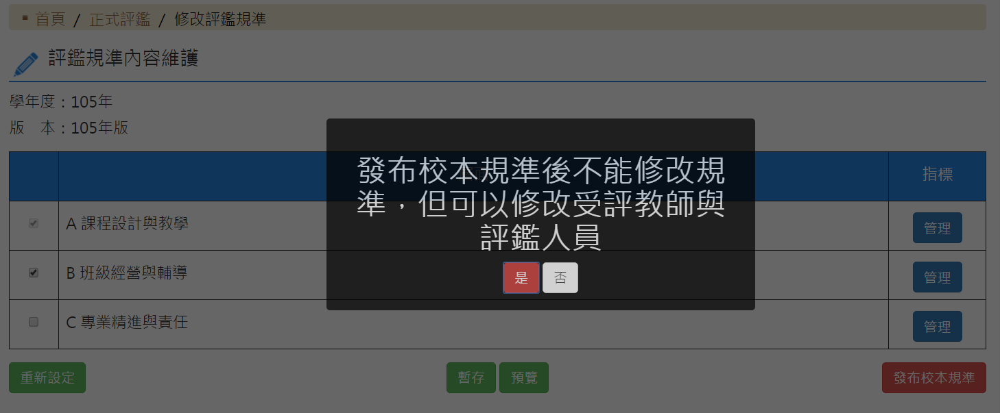 首頁 / 正式評鑑 / 修改評鑑規準
評鑑規準內容維護
學年度：105年
版　本：105年版
指標
發布校本規準後不能修改規
準，但可以修改受評教師與
評鑑人員
是 否
A 課程設計與教學 管理
B 班級經營與輔導 管理
C 專業精進與責任 管理
重新設定 暫存 預覽 發布校本規準